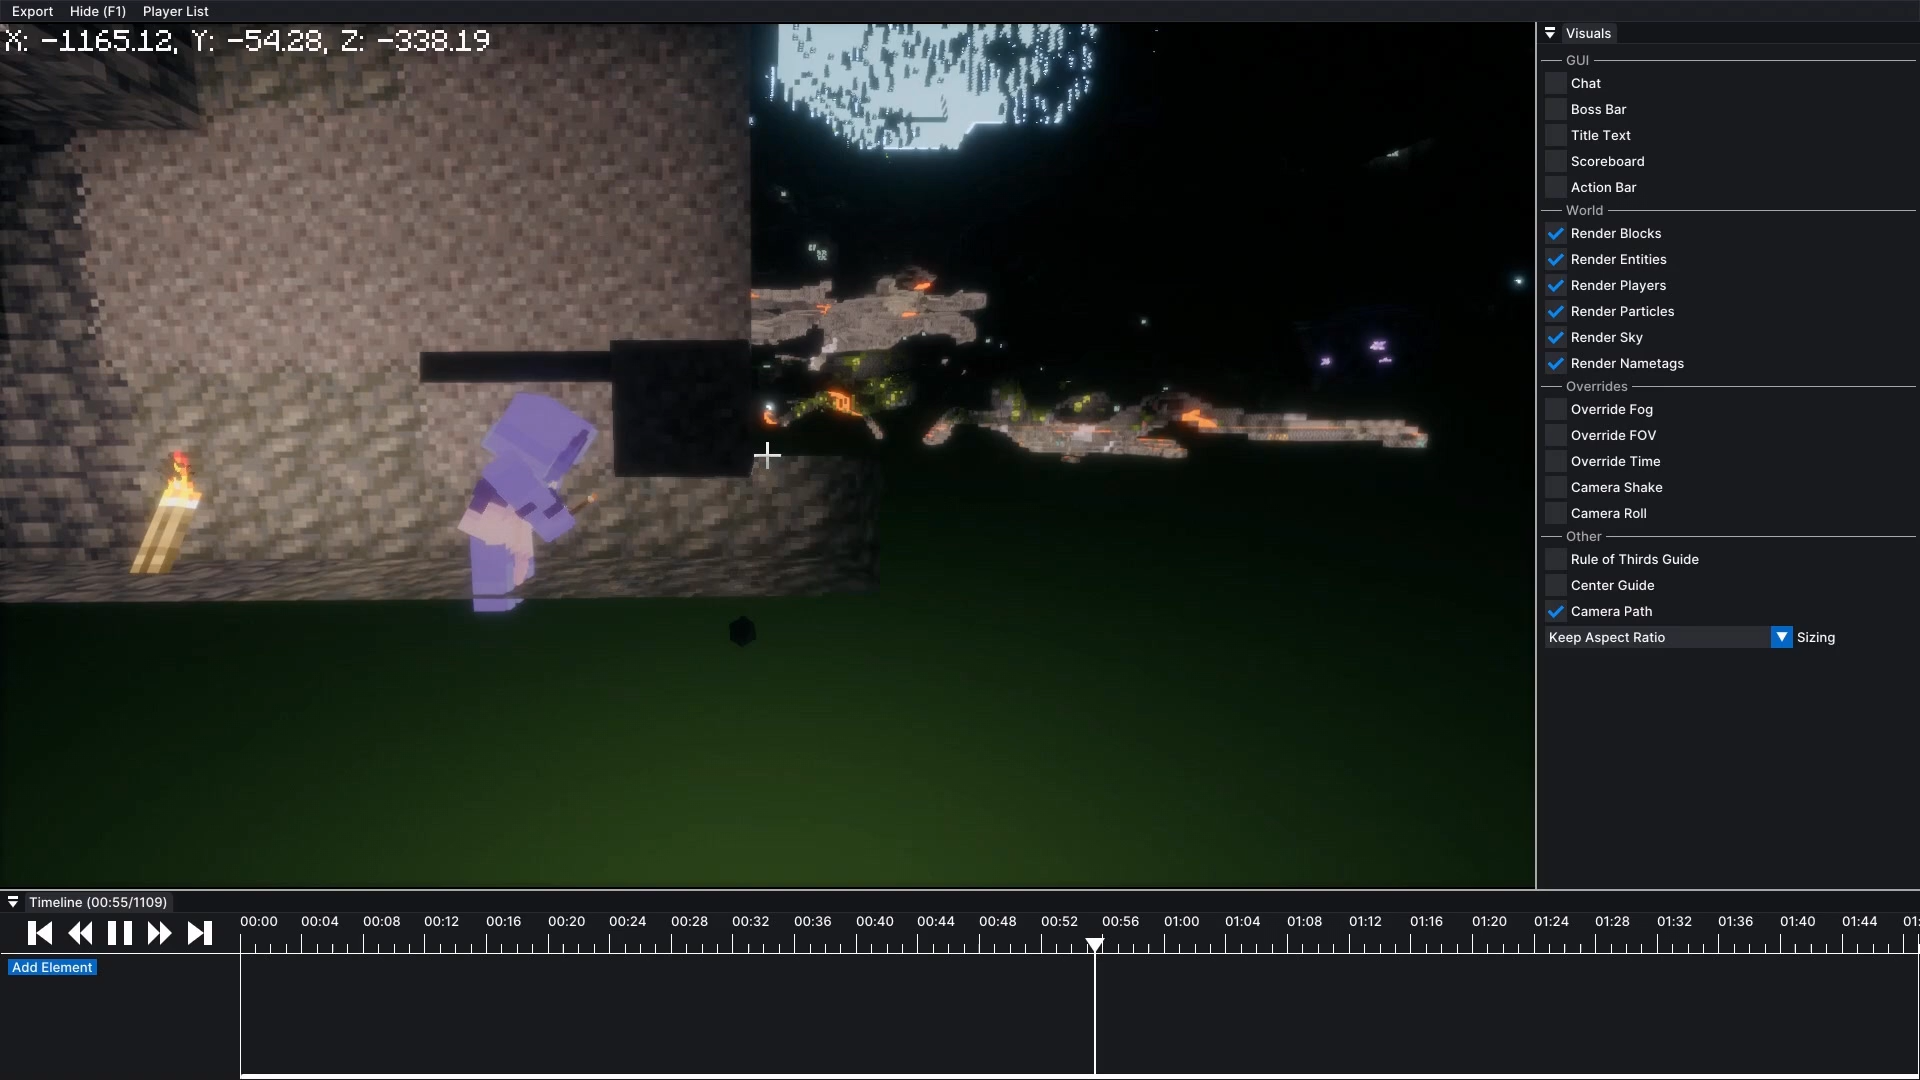 Export Hide (F1) Player List
X: -1165.12, Y: -54.28, Z: -338.19
Visuals
GUI
Chat
Boss Bar
Title Text
Scoreboard
Action Bar
World
Render Blocks
Render Entities
Render Players
Render Particles
Render Sky
Render Nametags
Overrides
Override Fog
Override FOV
Override Time
Camera Shake
Camera Roll
Other
Rule of Thirds Guide
Center Guide
Camera Path
Keep Aspect Ratio Sizing
Timeline (00:55/1109)
00:00 00:04 00:08 00:12 00:16 00:20 00:24 00:28 00:32 00:36 00:40 00:44 00:48 00:52 00:56 01:00 01:04 01:08 01:12 01:16 01:20 01:24 01:28 01:32 01:36 01:40 01:44 01:
Add Element